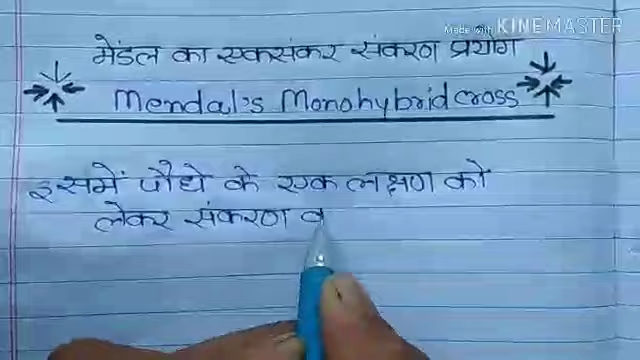 Made with KINEMASTER
मेंडल का एकसंकर संकरण प्रयोग
Mendal's Monohybrid cross
इसमें पौधे के एक लक्षण को
लेकर संकरण